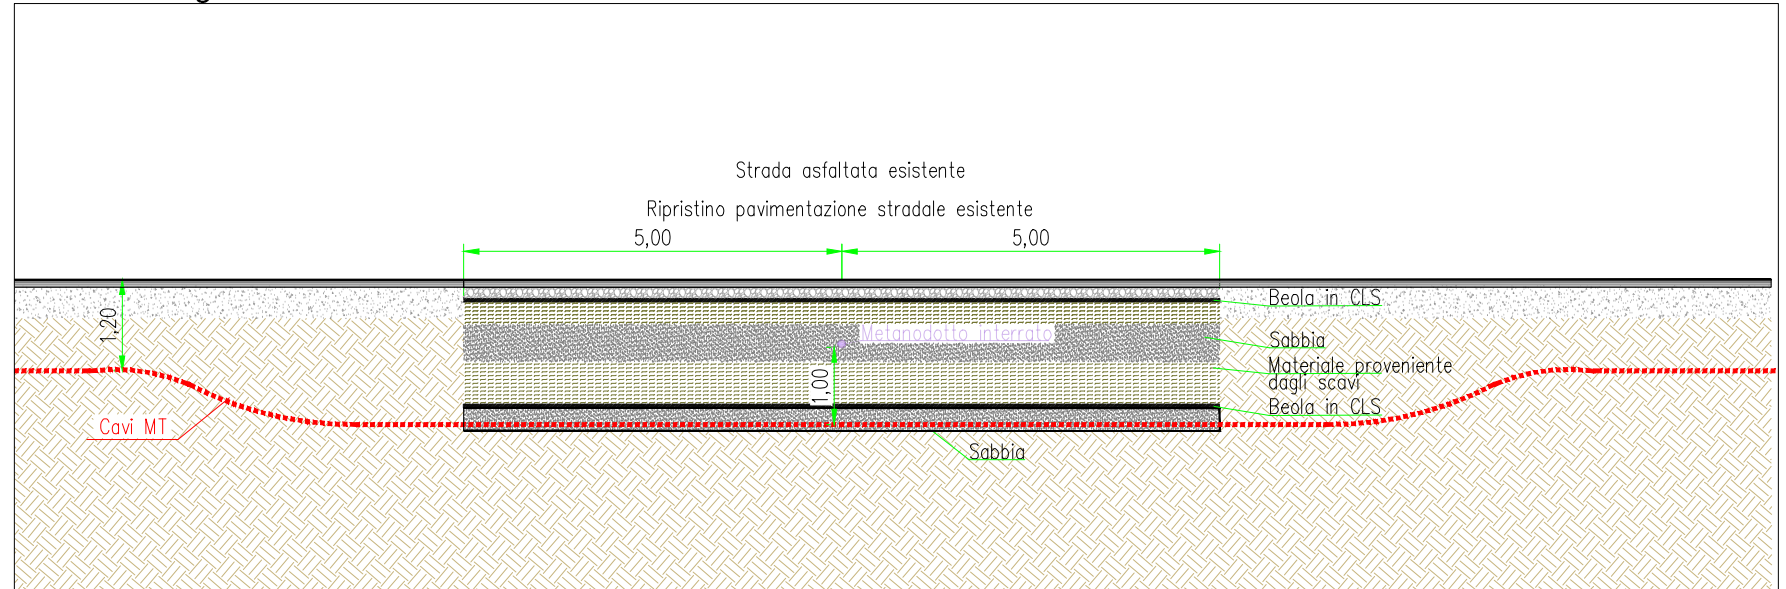 Strada asfaltata esistente
Ripristino pavimentazione stradale esistente
5,00
5,00
1,20
Beola in CLS
Metanodotto interrato
Sabbia
Materiale proveniente
dagli scavi
1,00
Beola in CLS
Cavi MT
Sabbia